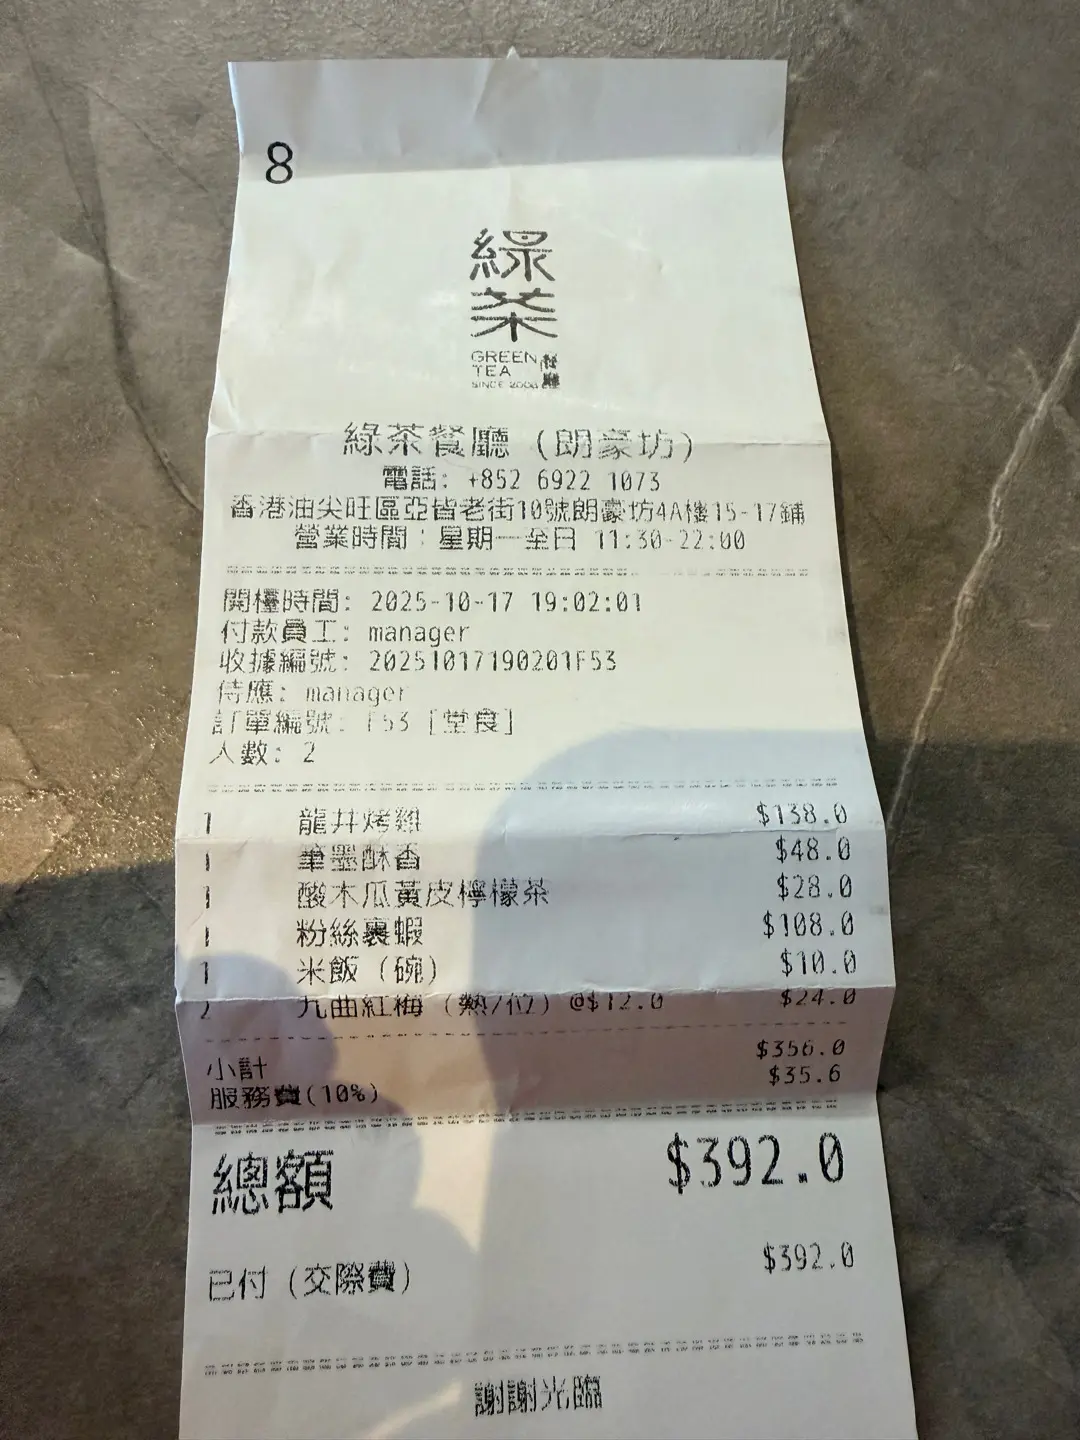 8
綠茶
GREEN
TEA
SINCE 2008
綠茶餐廳 (朗豪坊)
電話: +852 6922 1073
香港油尖旺區亞皆老街10號朗豪坊4A樓15-17鋪
營業時間：星期一至日 11:30-22:00
開檯時間: 2025-10-17 19:02:01
付款員工: manager
收據編號: 20251017190201F53
侍應: manager
訂單編號: F53 [堂食]
人數: 2
1 龍井烤雞 $138.0
1 筆墨酥香 $48.0
1 酸木瓜黃皮檸檬茶 $28.0
1 粉絲裹蝦 $108.0
1 米飯 (碗) $10.0
2 九曲紅梅 (熱/位) @$12.0 $24.0
小計 $356.0
服務費(10%) $35.6
總額 $392.0
已付 (交際費) $392.0
謝謝光臨